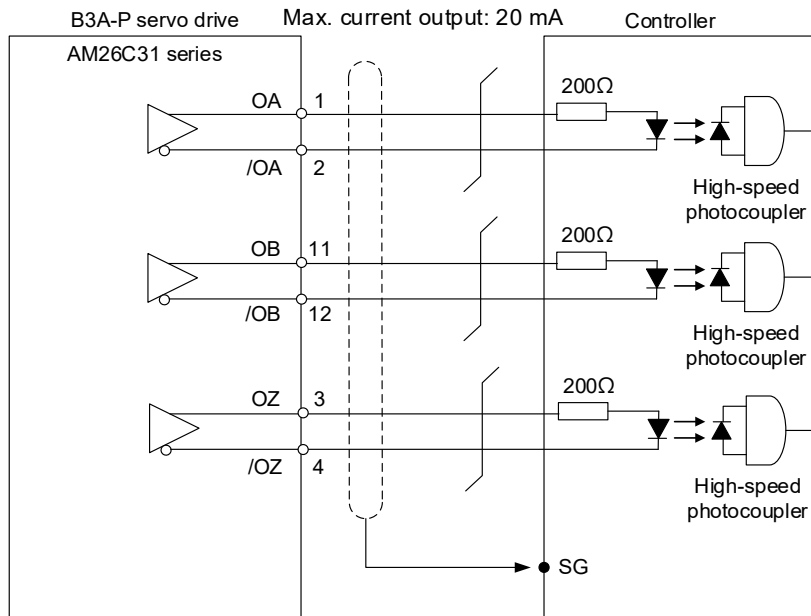 B3A-P servo drive
Max. current output: 20 mA
Controller
AM26C31 series
OA 1
200Ω
/OA 2
High-speed
photocoupler
OB 11
200Ω
/OB 12
High-speed
photocoupler
OZ 3
200Ω
/OZ 4
High-speed
photocoupler
SG